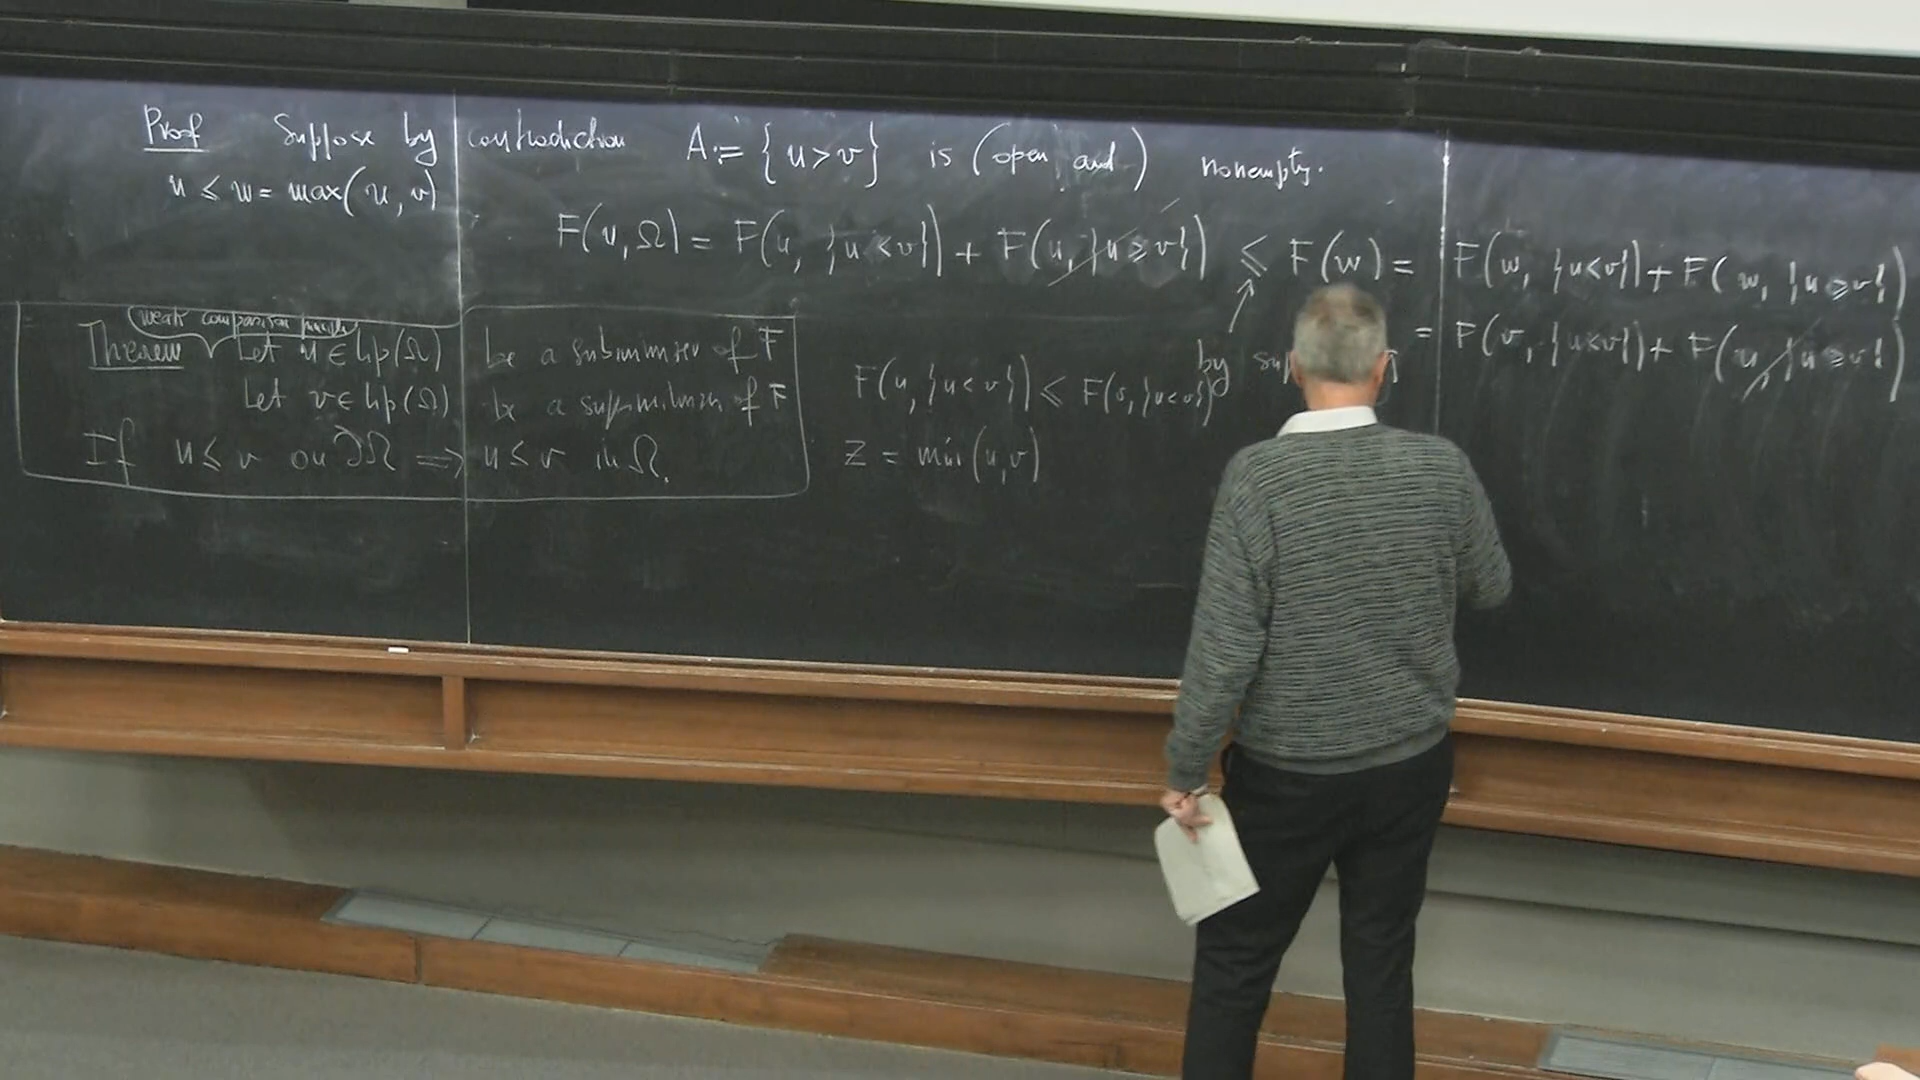 Proof Suppose by contradiction A := {u>v} is (open and) nonempty.
u ≤ w = max(u, v)
F(u,Ω) = F(u, {u<v}) + F(u, {u≥v}) ≤ F(w) = F(w, {u<v}) + F(w, {u≥v})
= F(v, {u<v}) + F(u, {u≥v})
by
(weak comparison
Theorem Let u ∈ Lip(Ω) be a subminimizer of F
Let v ∈ Lip(Ω) be a superminimizer of F
If u ≤ v on ∂Ω ⟹ u ≤ v in Ω.
F(u, {u<v}) ≤ F(v, {u<v})
z = min(u,v)